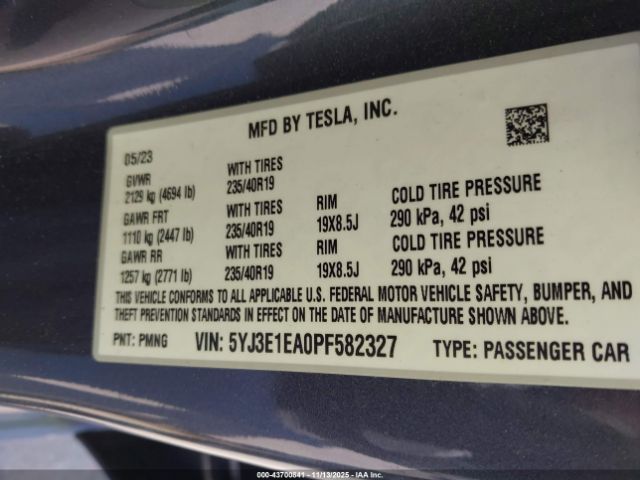 MFD BY TESLA, INC.
05/23
GVWR
2129 kg (4694 lb)
WITH TIRES
235/40R19
GAWR FRT
1110 kg (2447 lb)
WITH TIRES
235/40R19
RIM
19X8.5J
COLD TIRE PRESSURE
290 kPa, 42 psi
GAWR RR
1257 kg (2771 lb)
WITH TIRES
235/40R19
RIM
19X8.5J
COLD TIRE PRESSURE
290 kPa, 42 psi
THIS VEHICLE CONFORMS TO ALL APPLICABLE U.S. FEDERAL MOTOR VEHICLE SAFETY, BUMPER, AND
THEFT PREVENTION STANDARDS IN EFFECT ON THE DATE OF MANUFACTURE SHOWN ABOVE.
PNT: PMNG VIN: 5YJ3E1EA0PF582327 TYPE: PASSENGER CAR
000-43700841 - 11/13/2025 - IAA Inc.